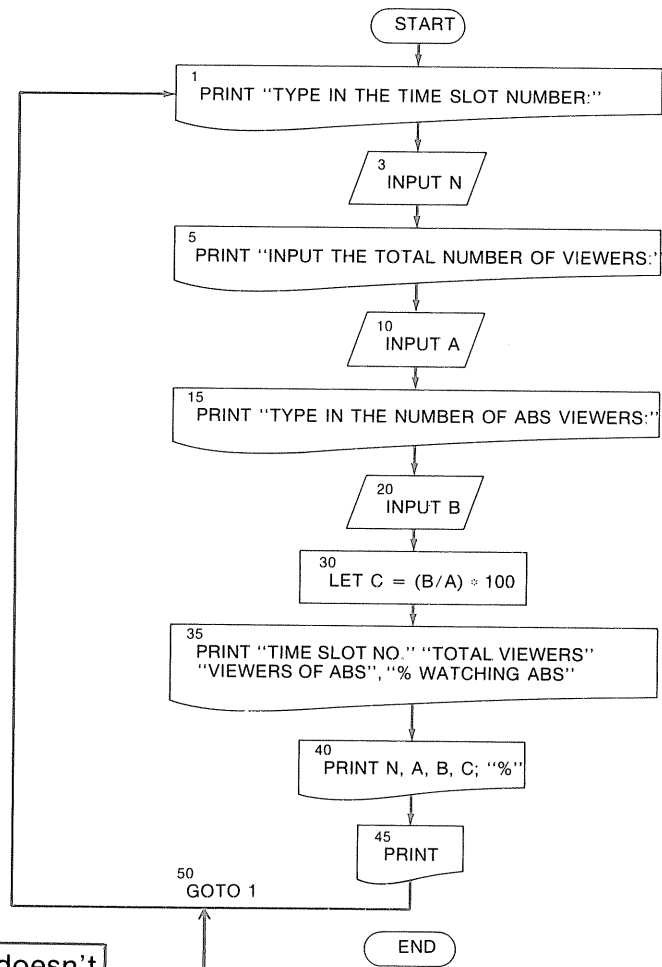 START
1
PRINT "TYPE IN THE TIME SLOT NUMBER:"
3
INPUT N
5
PRINT "INPUT THE TOTAL NUMBER OF VIEWERS:'
10
INPUT A
15
PRINT "TYPE IN THE NUMBER OF ABS VIEWERS:"
20
INPUT B
30
LET C = (B/A) * 100
35
PRINT "TIME SLOT NO." "TOTAL VIEWERS"
"VIEWERS OF ABS", "% WATCHING ABS"
40
PRINT N, A, B, C; "%"
45
PRINT
50
GOTO 1
END
doesn't